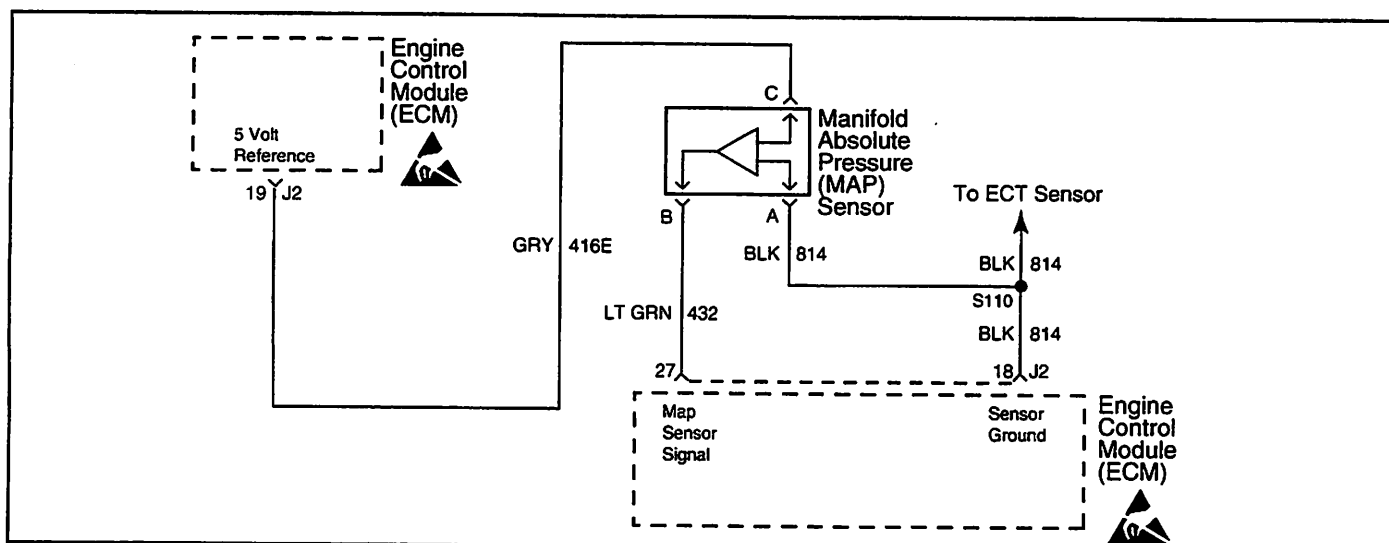 Engine
Control
Module
(ECM)
5 Volt
Reference
19 J2
GRY 416E
C
Manifold
Absolute
Pressure
(MAP)
Sensor
B
A
BLK 814
LT GRN 432
To ECT Sensor
BLK 814
S110
BLK 814
27
18 J2
Map
Sensor
Signal
Sensor
Ground
Engine
Control
Module
(ECM)